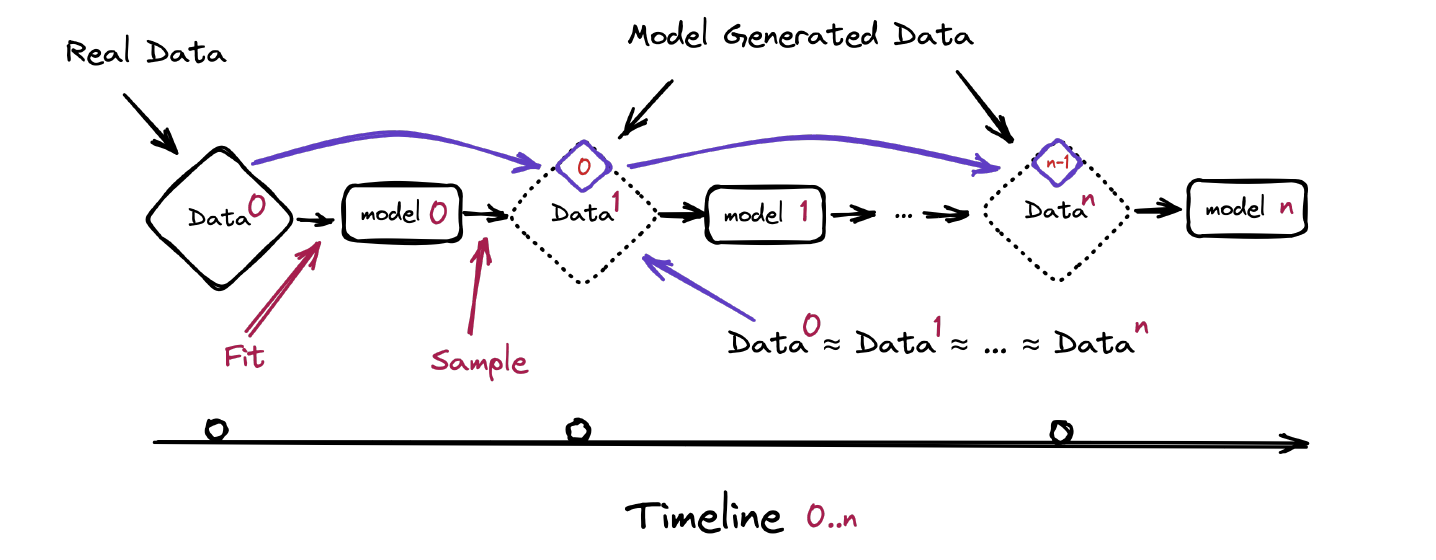 Real Data
Model Generated Data
Data⁰
model 0
0
Data¹
model 1
...
n-1
Dataⁿ
model n
Fit
Sample
Data⁰ ≈ Data¹ ≈ ... ≈ Dataⁿ
Timeline 0..n